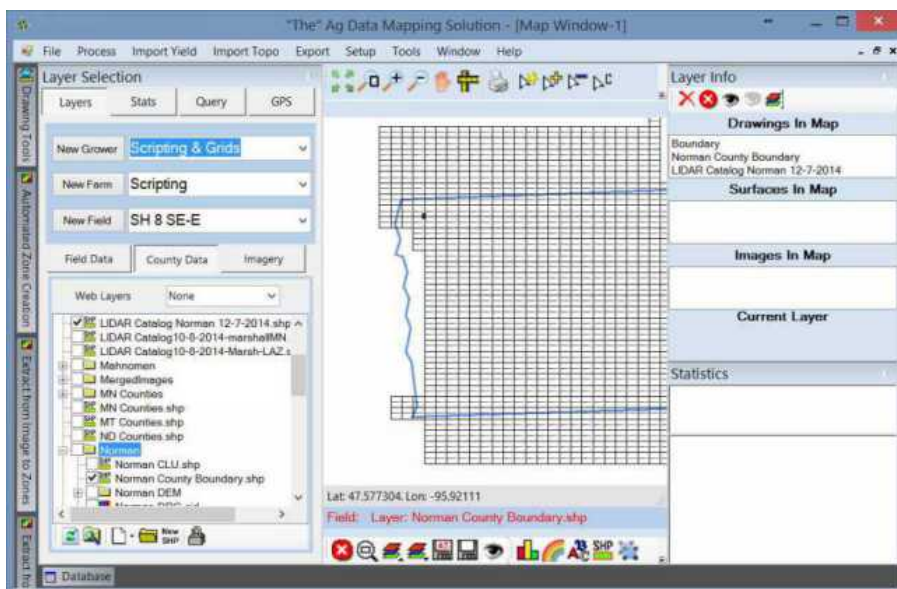 "The" Ag Data Mapping Solution - [Map Window-1]
File Process Import Yield Import Topo Export Setup Tools Window Help
Drawing Tools
Automated Zone Creation
Extract from image to Zones
Extract fro
Layer Selection
Layers Stats Query GPS
New Grower Scripting & Grids
New Farm Scripting
New Field SH 8 SE-E
Field Data County Data Imagery
Web Layers None
LIDAR Catalog Norman 12-7-2014.shp
LIDAR Catalog10-8-2014-marshallMN.
LIDAR Catalog10-8-2014-Marsh-LAZ.s
Mahnomen
MergedImages
MN Counties
MN Counties.shp
MT Counties.shp
ND Counties.shp
Norman
Norman CLU.shp
Norman County Boundary.shp
Norman DEM
New SHP
Lat: 47.577304, Lon: -95.92111
Field: Layer: Norman County Boundary.shp
SHP
Layer Info
Drawings In Map
Boundary
Norman County Boundary
LIDAR Catalog Norman 12-7-2014
Surfaces In Map
Images In Map
Current Layer
Statistics
Database